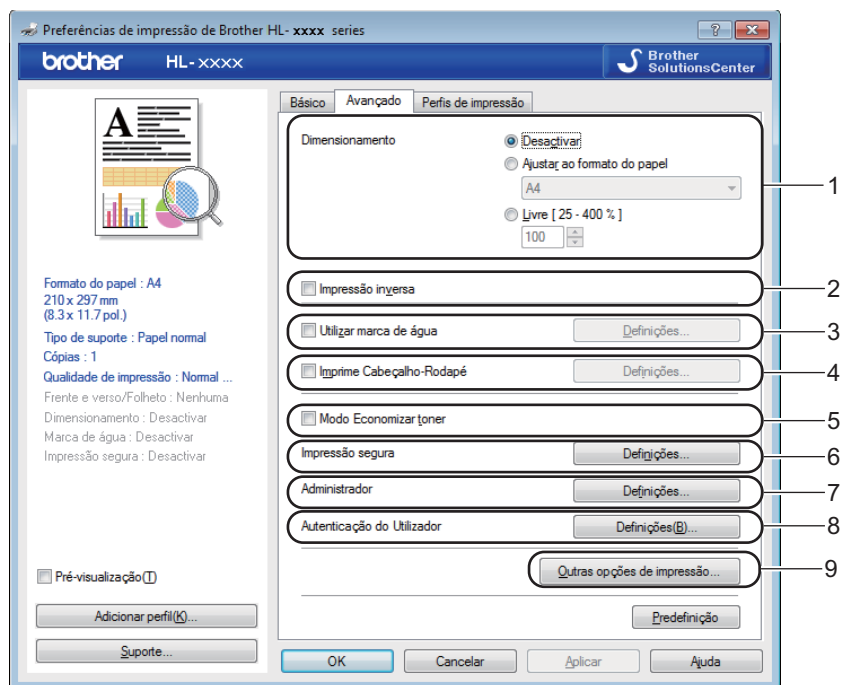 Preferências de impressão de Brother HL- xxxx series
brother HL- xxxx
Brother
SolutionsCenter
Básico
Avançado
Perfis de impressão
Dimensionamento
Desactivar
Ajustar ao formato do papel
A4
Livre [ 25 - 400 % ]
100
1
Impressão inversa
2
Utilizar marca de água
Definições...
3
Imprime Cabeçalho-Rodapé
Definições...
4
Modo Economizar toner
5
Impressão segura
Definições...
6
Administrador
Definições...
7
Autenticação do Utilizador
Definições(B)...
8
Outras opções de impressão...
9
Predefinição
A
Formato do papel : A4
210 x 297 mm
(8.3 x 11.7 pol.)
Tipo de suporte : Papel normal
Cópias : 1
Qualidade de impressão : Normal ...
Frente e verso/Folheto : Nenhuma
Dimensionamento : Desactivar
Marca de água : Desactivar
Impressão segura : Desactivar
Pré-visualização(T)
Adicionar perfil(K)...
Suporte...
OK
Cancelar
Aplicar
Ajuda